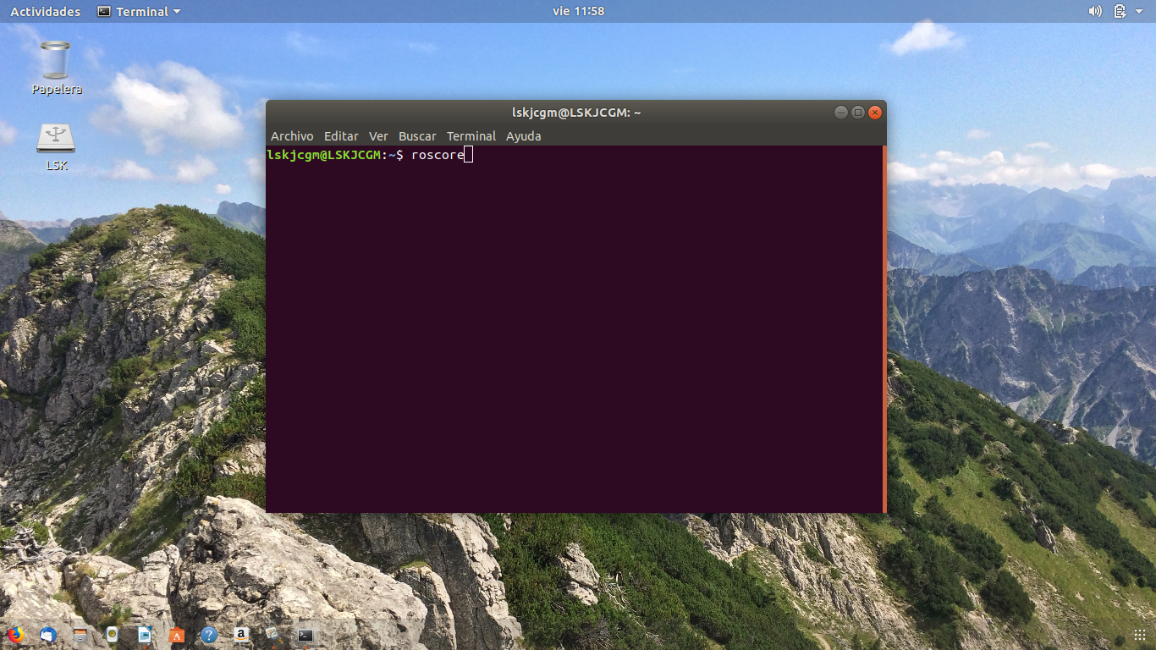 Actividades Terminal vie 11:58
Papelera
LSK
lskjcgm@LSKJCGM: ~
Archivo Editar Ver Buscar Terminal Ayuda
lskjcgm@LSKJCGM:~$ roscore